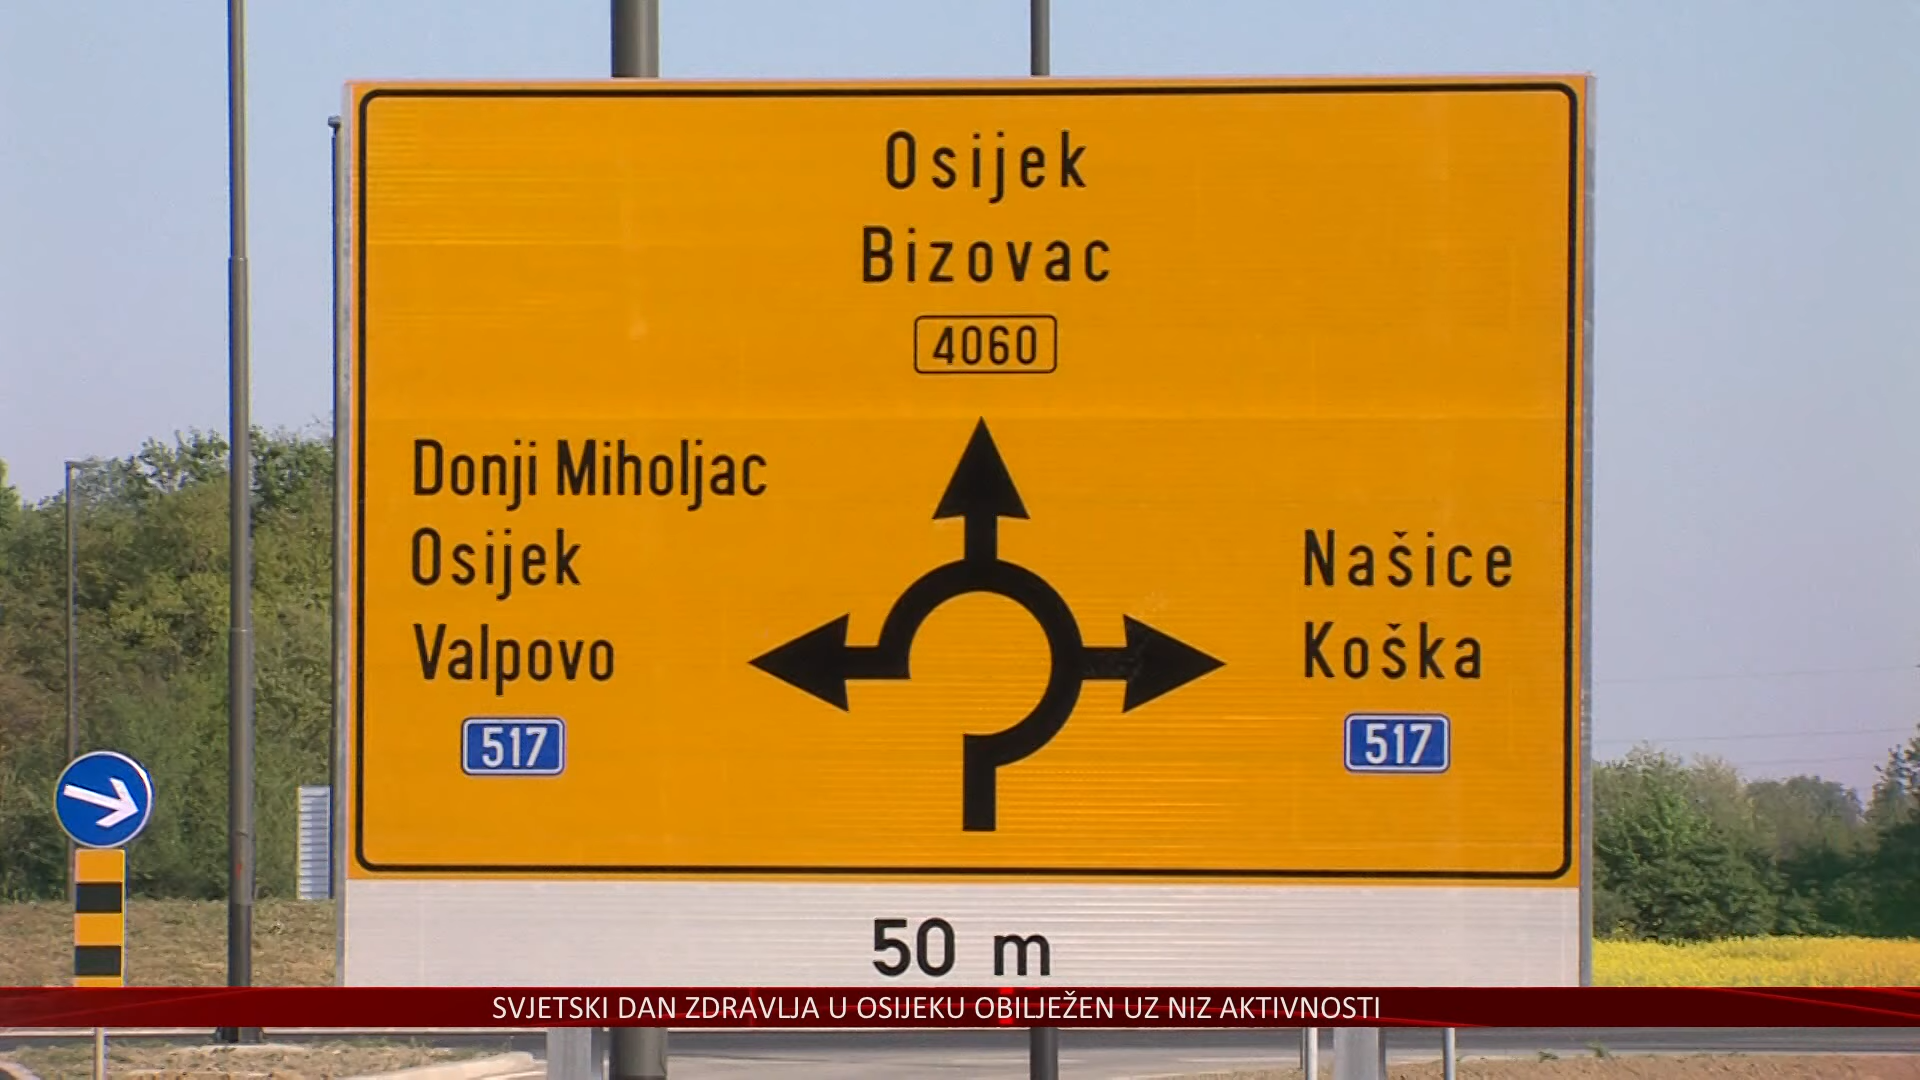 Osijek
Bizovac
4060
Donji Miholjac
Osijek
Valpovo
517
Našice
Koška
517
50 m
SVJETSKI DAN ZDRAVLJA U OSIJEKU OBILJEŽEN UZ NIZ AKTIVNOSTI